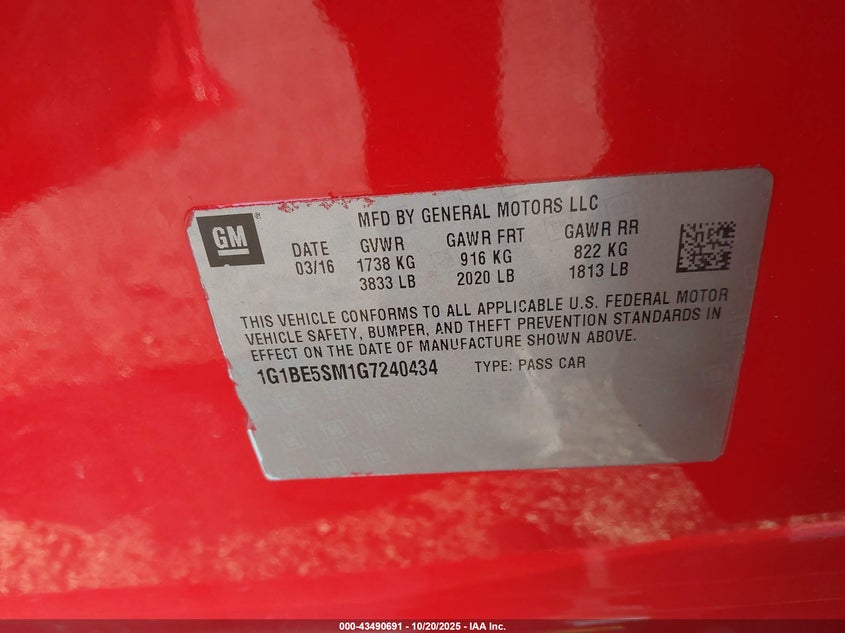 GM
MFD BY GENERAL MOTORS LLC
DATE GVWR GAWR FRT GAWR RR
03/16 1738 KG 916 KG 822 KG
3833 LB 2020 LB 1813 LB
THIS VEHICLE CONFORMS TO ALL APPLICABLE U.S. FEDERAL MOTOR
VEHICLE SAFETY, BUMPER, AND THEFT PREVENTION STANDARDS IN
EFFECT ON THE DATE OF MANUFACTURE SHOWN ABOVE.
1G1BE5SM1G7240434 TYPE: PASS CAR
000-43490691 - 10/20/2025 - IAA Inc.